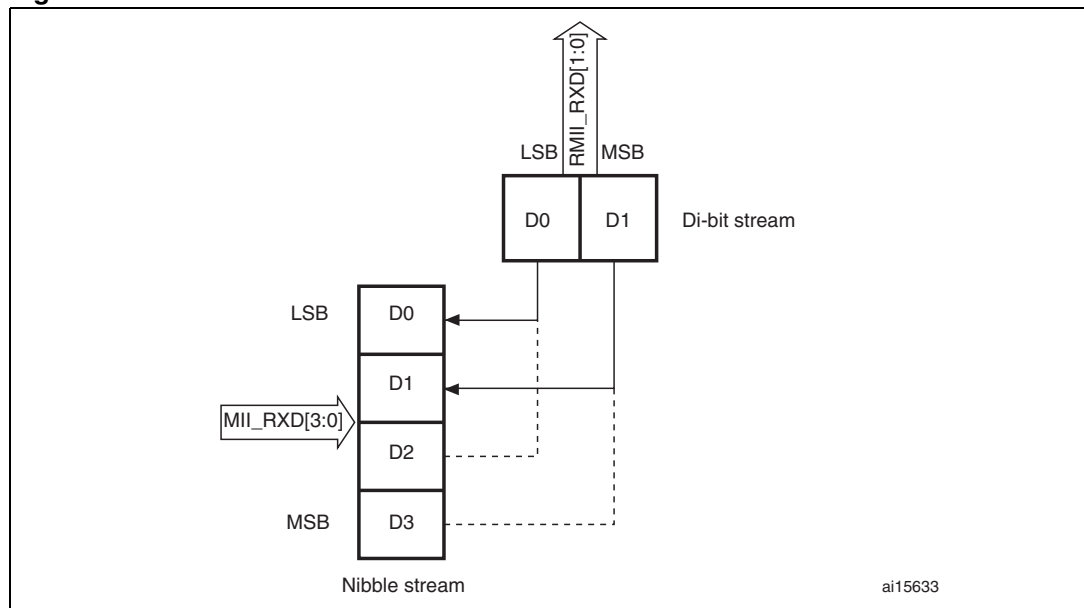 RMII_RXD[1:0]
LSB MSB
D0 D1 Di-bit stream
LSB D0
D1
MII_RXD[3:0]
D2
MSB D3
Nibble stream
ai15633